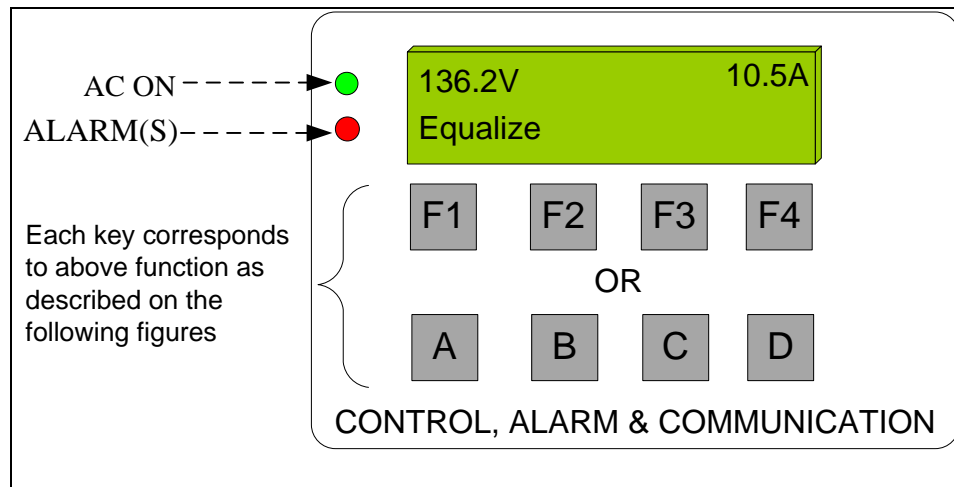 AC ON
ALARM(S)
136.2V 10.5A
Equalize
Each key corresponds
to above function as
described on the
following figures
F1 F2 F3 F4
OR
A B C D
CONTROL, ALARM & COMMUNICATION